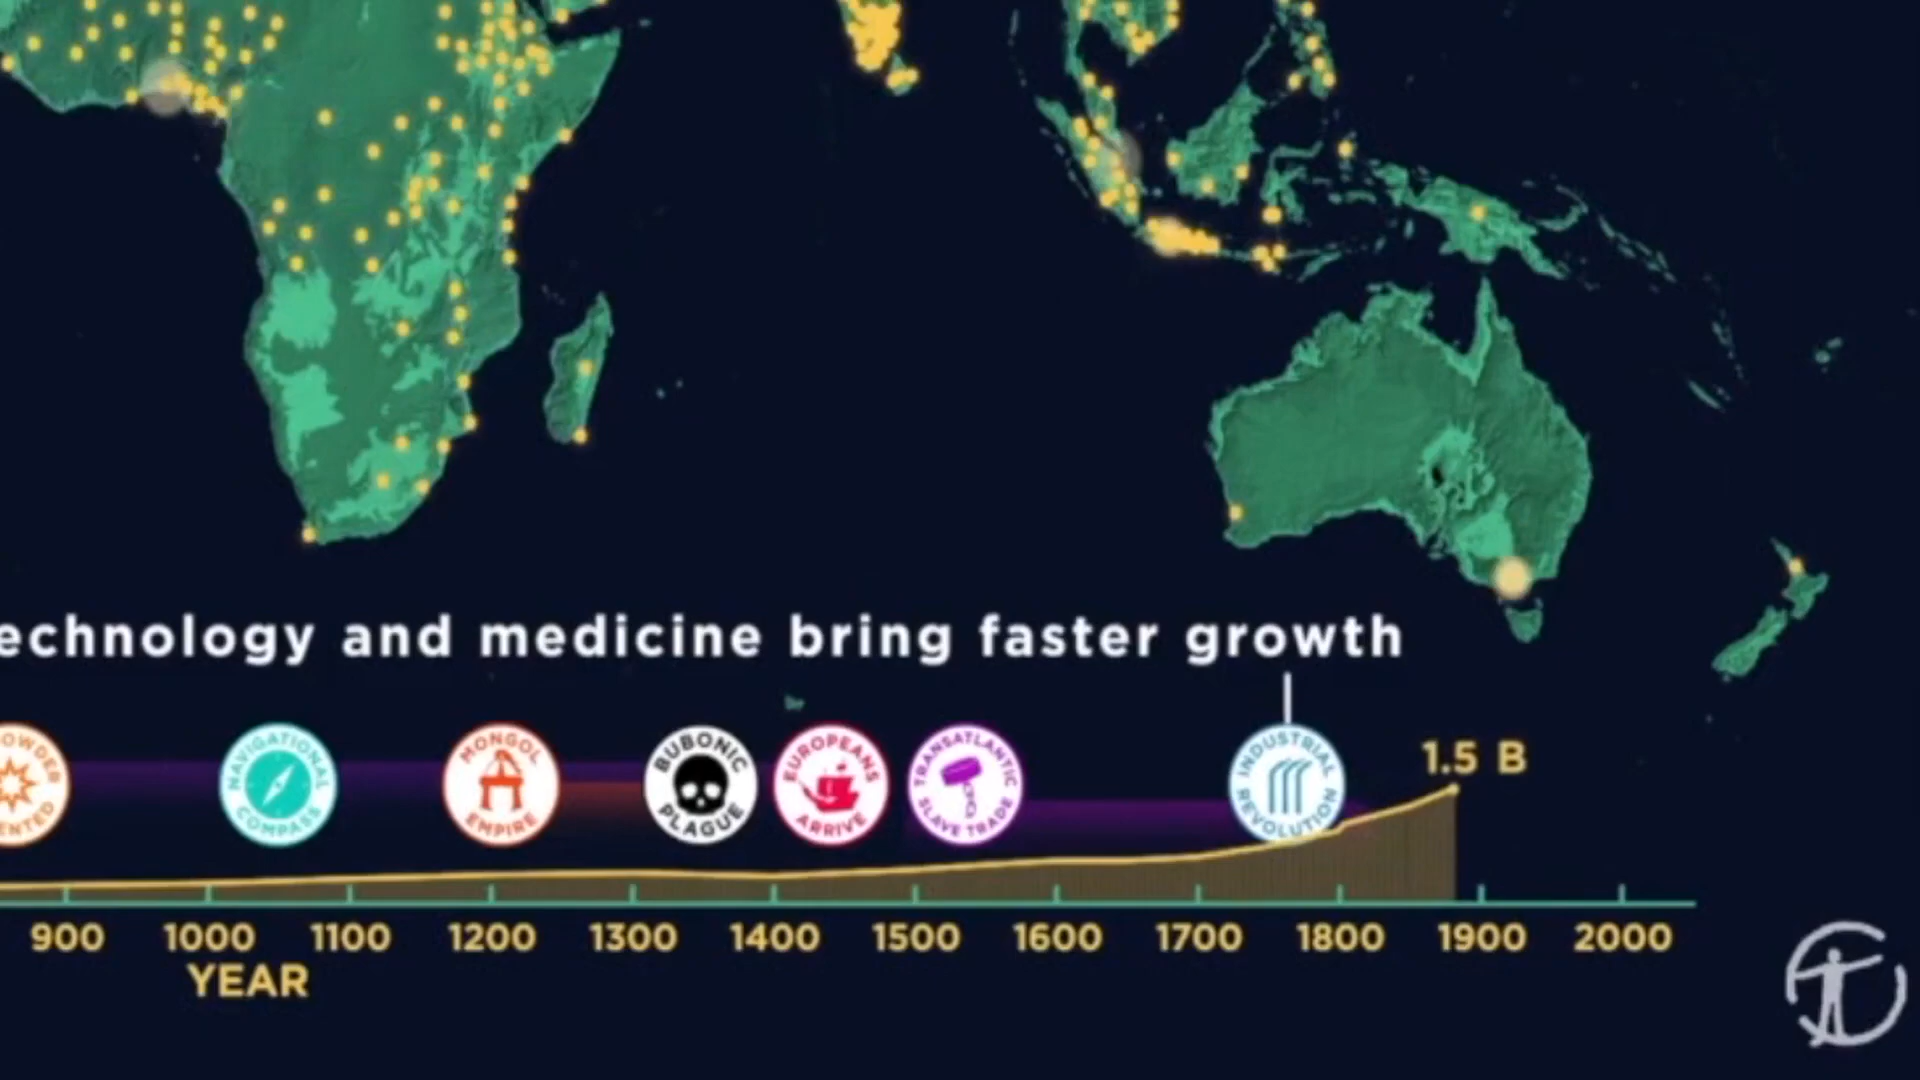 echnology and medicine bring faster growth
OWDER
ENTED
NAVIGATIONAL
COMPASS
MONGOL
EMPIRE
BUBONIC
PLAGUE
EUROPEANS
ARRIVE
TRANSATLANTIC
SLAVE TRADE
INDUSTRIAL
REVOLUTION
1.5 B
900 1000 1100 1200 1300 1400 1500 1600 1700 1800 1900 2000
YEAR